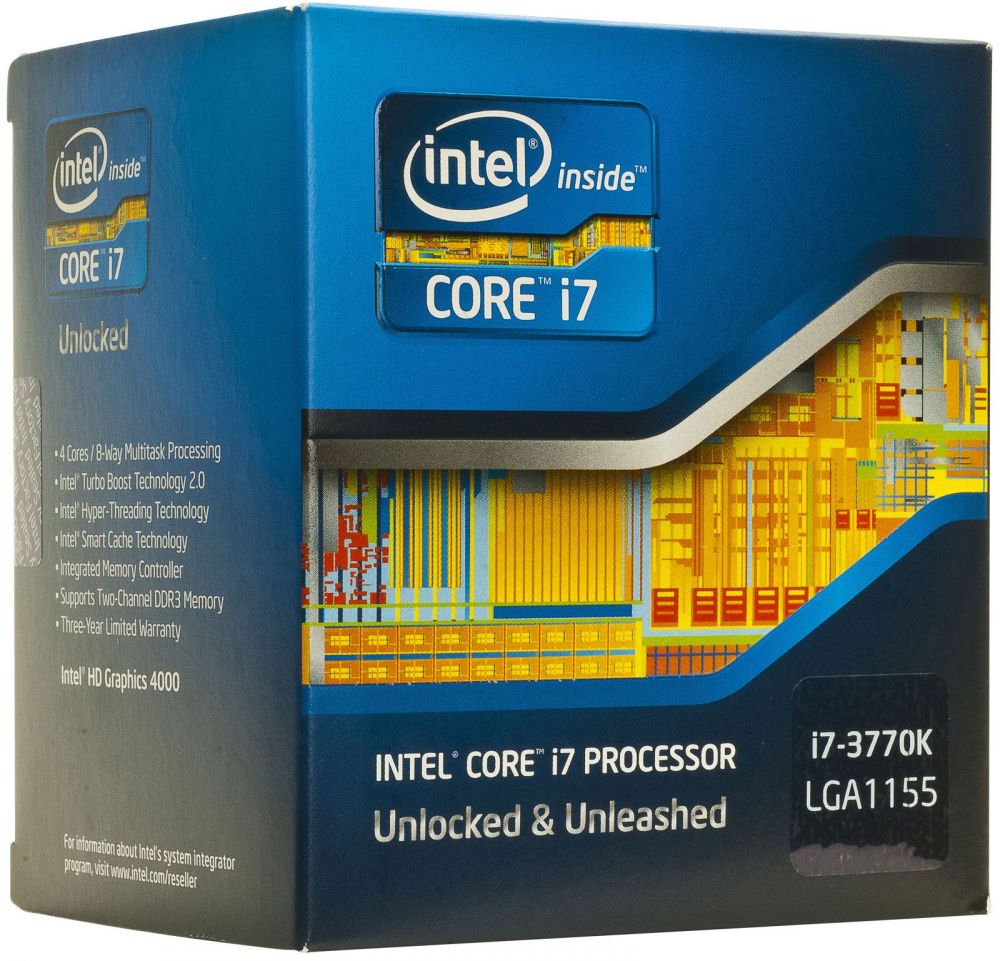 intel® inside™
CORE™ i7
Unlocked
• 4 Cores / 8-Way Multitask Processing
• Intel® Turbo Boost Technology 2.0
• Intel® Hyper-Threading Technology
• Intel® Smart Cache Technology
• Integrated Memory Controller
• Supports Two-Channel DDR3 Memory
• Three-Year Limited Warranty
Intel® HD Graphics 4000
For information about Intel's system integrator
program, visit www.intel.com/reseller
intel® inside™
CORE™ i7
INTEL® CORE™ i7 PROCESSOR
Unlocked & Unleashed
i7-3770K
LGA1155